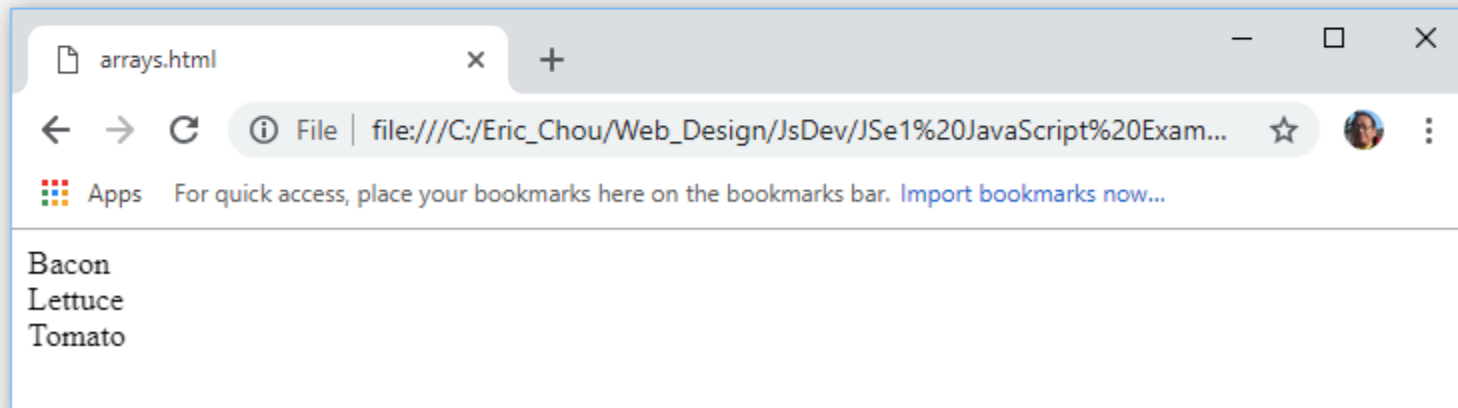 arrays.html
File file:///C:/Eric_Chou/Web_Design/JsDev/JSe1%20JavaScript%20Exam...
Apps For quick access, place your bookmarks here on the bookmarks bar. Import bookmarks now...
Bacon
Lettuce
Tomato